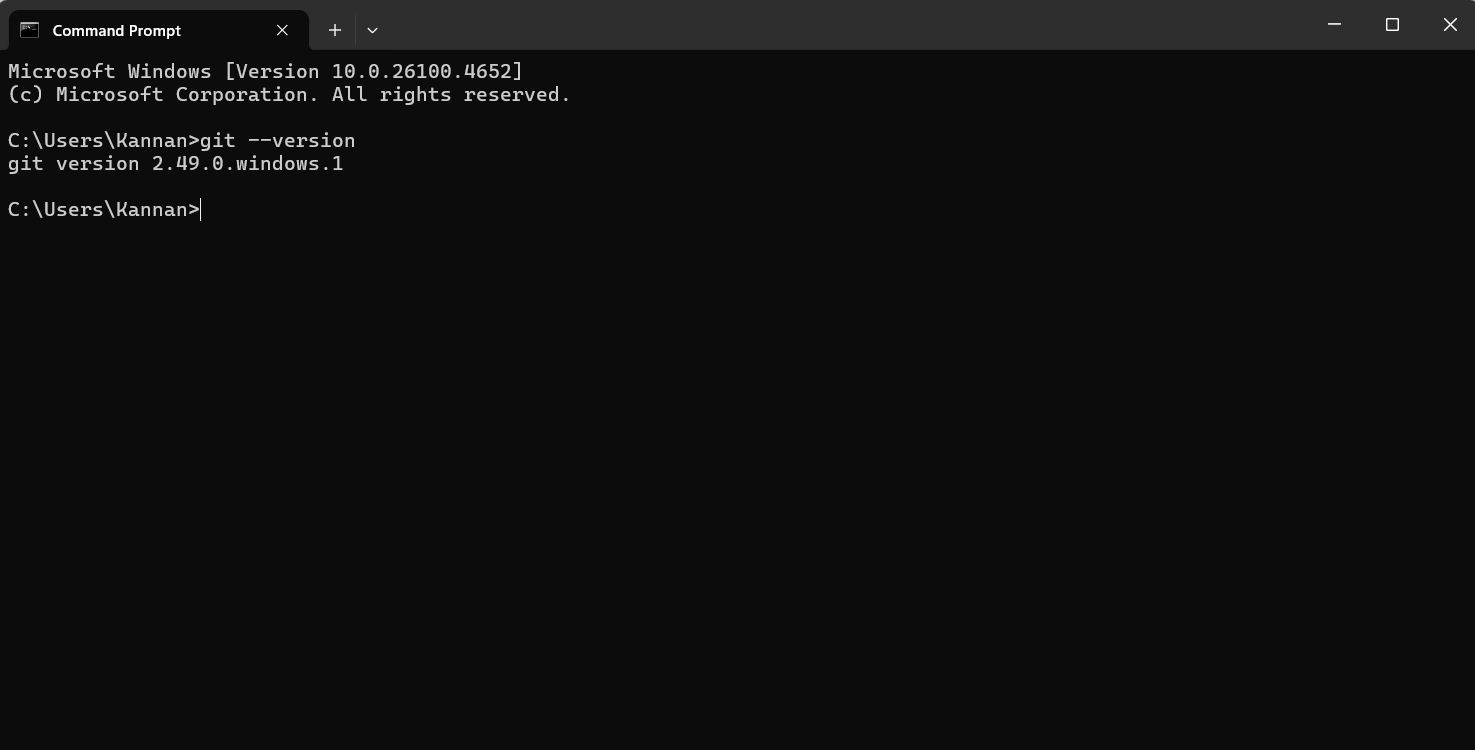 Command Prompt
Microsoft Windows [Version 10.0.26100.4652]
(c) Microsoft Corporation. All rights reserved.
C:\Users\Kannan>git --version
git version 2.49.0.windows.1
C:\Users\Kannan>